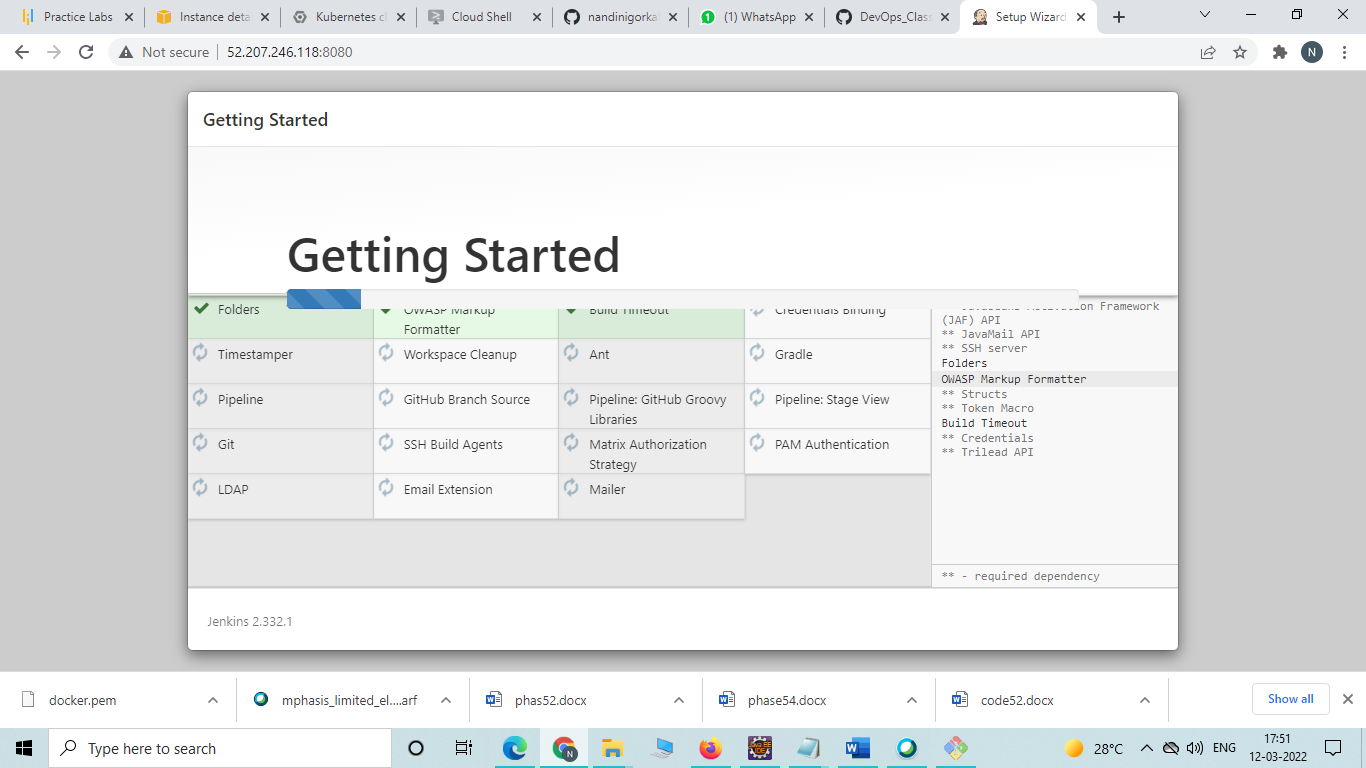 Practice Labs
Instance deta
Kubernetes cl
Cloud Shell
nandinigorkal
(1) WhatsApp
DevOps_Class
Setup Wizard
Not secure
52.207.246.118:8080
N
Getting Started
Getting Started
Folders
OWASP Markup
Formatter
Build Timeout
Credentials Binding
Timestamper
Workspace Cleanup
Ant
Gradle
Pipeline
GitHub Branch Source
Pipeline: GitHub Groovy
Libraries
Pipeline: Stage View
Git
SSH Build Agents
Matrix Authorization
Strategy
PAM Authentication
LDAP
Email Extension
Mailer
Framework
(JAF) API
** JavaMail API
** SSH server
Folders
OWASP Markup Formatter
** Structs
** Token Macro
Build Timeout
** Credentials
** Trilead API
** - required dependency
Jenkins 2.332.1
docker.pem
mphasis_limited_el....arf
phas52.docx
phase54.docx
code52.docx
Show all
Type here to search
28°C
ENG
17:51
12-03-2022